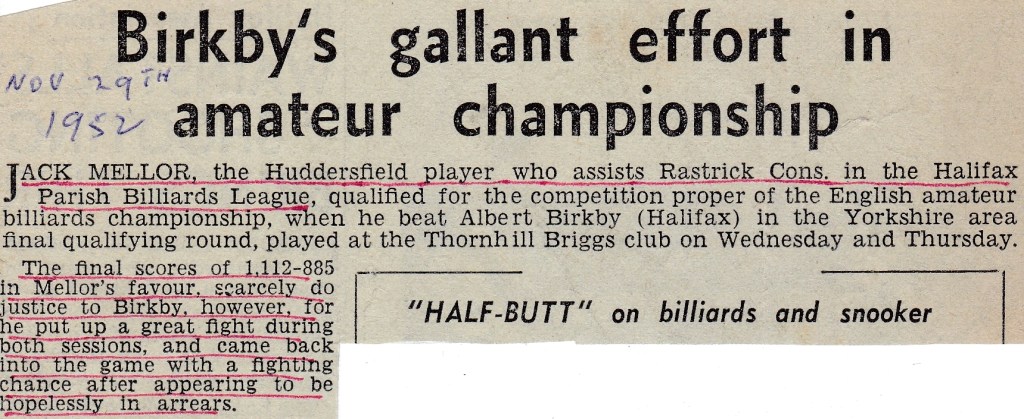 Birkby's gallant effort in
amateur championship
NOV 29TH
1952
JACK MELLOR, the Huddersfield player who assists Rastrick Cons. in the Halifax
Parish Billiards League, qualified for the competition proper of the English amateur
billiards championship, when he beat Albert Birkby (Halifax) in the Yorkshire area
final qualifying round, played at the Thornhill Briggs club on Wednesday and Thursday.
The final scores of 1,112-885
in Mellor's favour, scarcely do
justice to Birkby, however, for
he put up a great fight during
both sessions, and came back
into the game with a fighting
chance after appearing to be
hopelessly in arrears.
"HALF-BUTT" on billiards and snooker